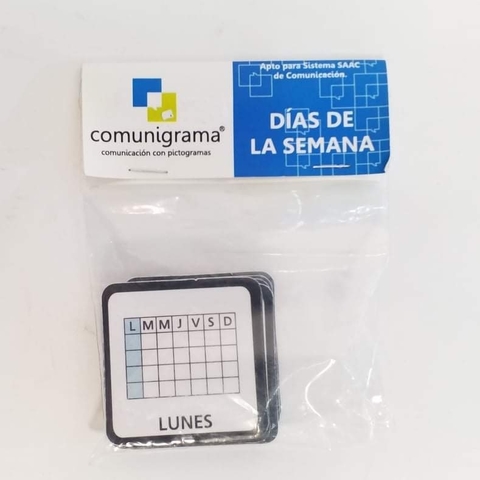 comunigrama®
comunicación con pictogramas
Apto para Sistema SAAC
de Comunicación.
DÍAS DE
LA SEMANA
L M M J V S D
LUNES